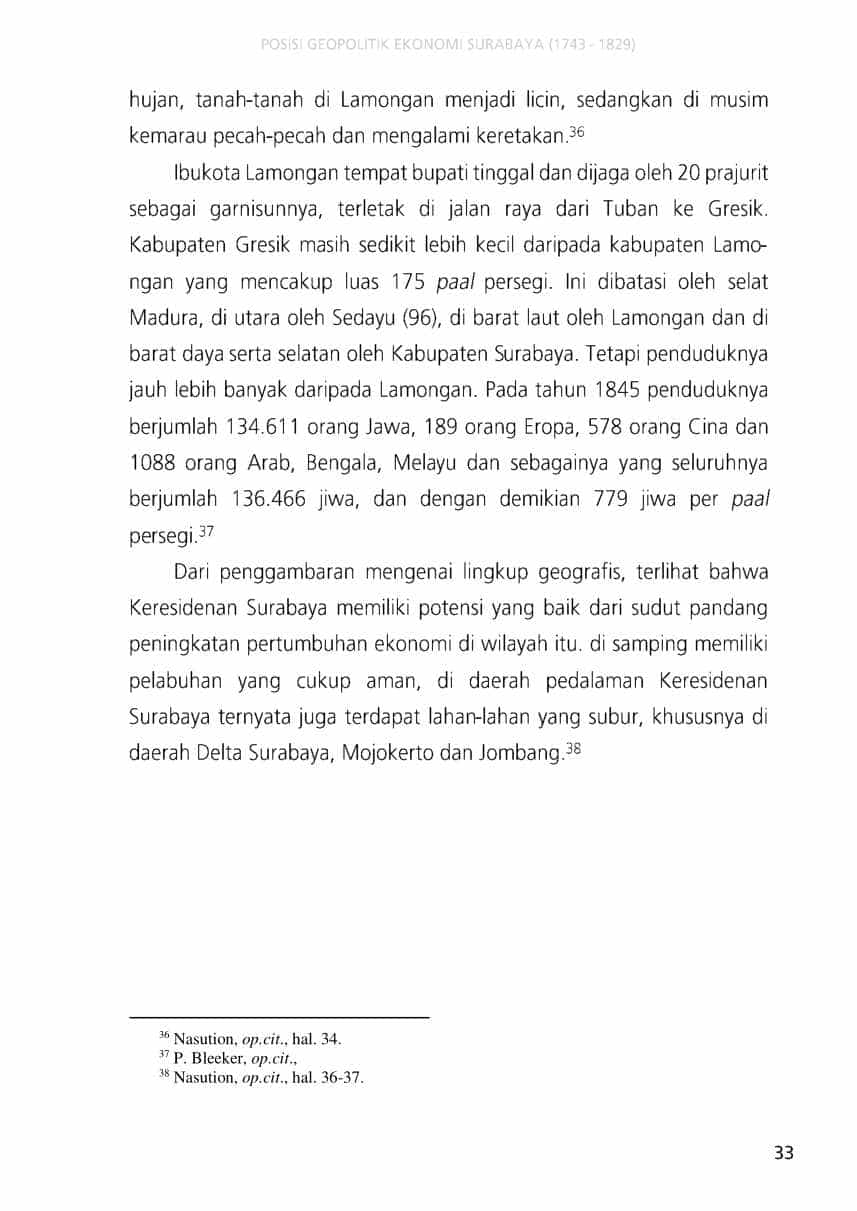 POSISI GEOPOLITIK EKONOMI SURABAYA (1743 - 1829)
hujan, tanah-tanah di Lamongan menjadi licin, sedangkan di musim
kemarau pecah-pecah dan mengalami keretakan.36
Ibukota Lamongan tempat bupati tinggal dan dijaga oleh 20 prajurit
sebagai garnisunnya, terletak di jalan raya dari Tuban ke Gresik.
Kabupaten Gresik masih sedikit lebih kecil daripada kabupaten Lamo-
ngan yang mencakup luas 175 paal persegi. Ini dibatasi oleh selat
Madura, di utara oleh Sedayu (96), di barat laut oleh Lamongan dan di
barat daya serta selatan oleh Kabupaten Surabaya. Tetapi penduduknya
jauh lebih banyak daripada Lamongan. Pada tahun 1845 penduduknya
berjumlah 134.611 orang Jawa, 189 orang Eropa, 578 orang Cina dan
1088 orang Arab, Bengala, Melayu dan sebagainya yang seluruhnya
berjumlah 136.466 jiwa, dan dengan demikian 779 jiwa per paal
persegi.37
Dari penggambaran mengenai lingkup geografis, terlihat bahwa
Keresidenan Surabaya memiliki potensi yang baik dari sudut pandang
peningkatan pertumbuhan ekonomi di wilayah itu. di samping memiliki
pelabuhan yang cukup aman, di daerah pedalaman Keresidenan
Surabaya ternyata juga terdapat lahan-lahan yang subur, khususnya di
daerah Delta Surabaya, Mojokerto dan Jombang.38
36 Nasution, op.cit., hal. 34.
37 P. Bleeker, op.cit.,
38 Nasution, op.cit., hal. 36-37.
33